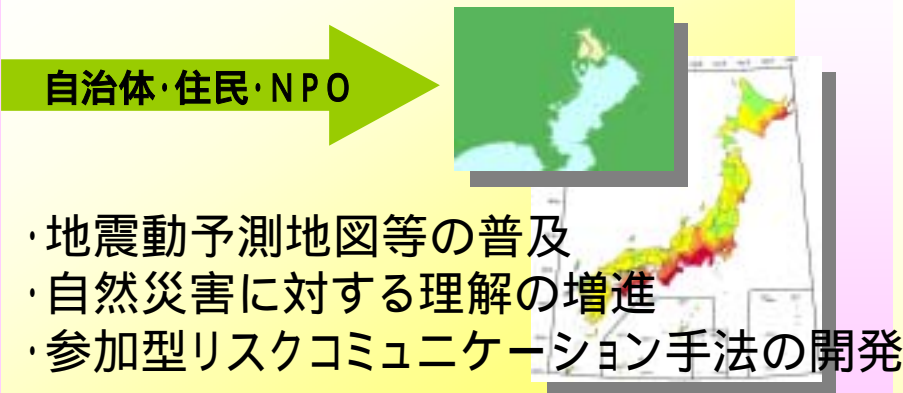 自治体·住民·NPO
·地震動予測地図等の普及
·自然災害に対する理解の増進
·参加型リスクコミュニケーション手法の開発